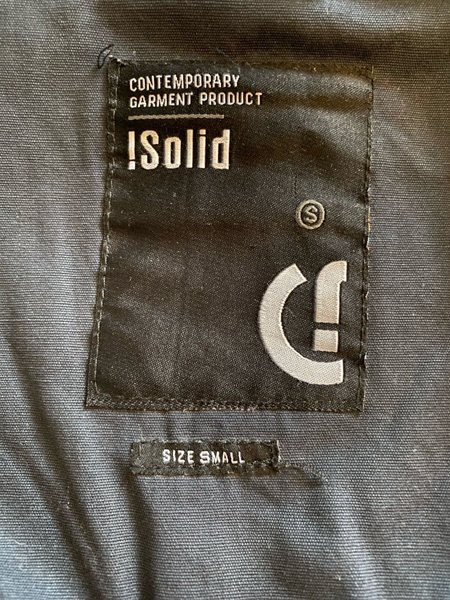 CONTEMPORARY
GARMENT PRODUCT
!Solid
S
SIZE SMALL